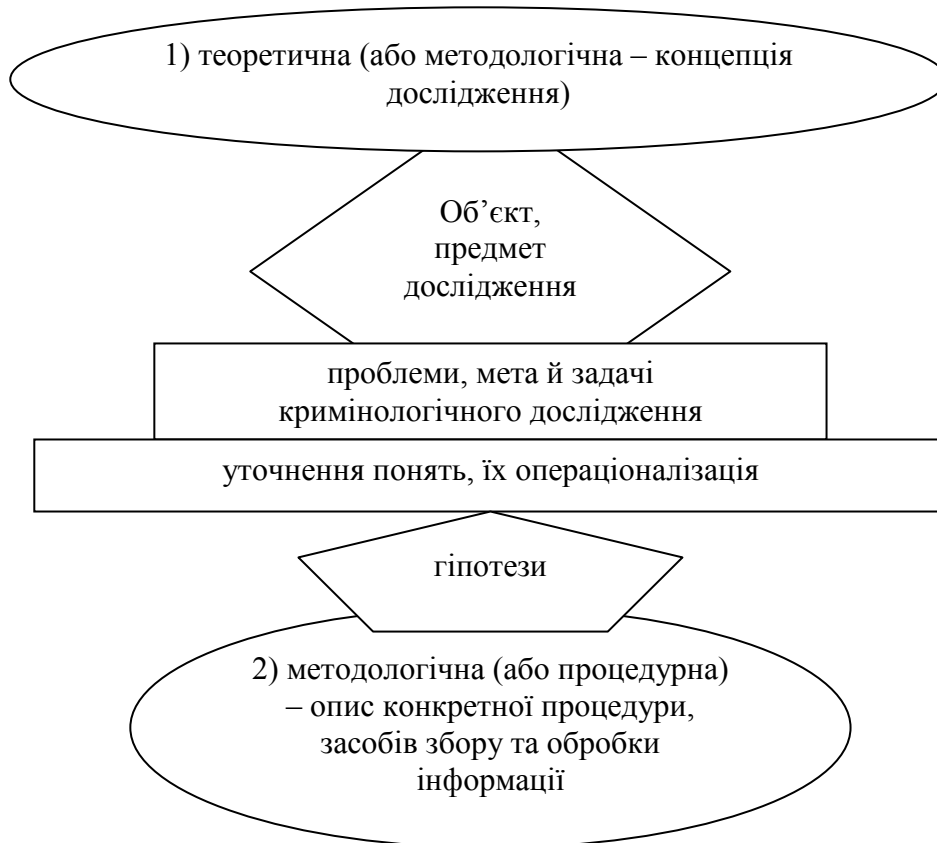 1) теоретична (або методологічна – концепція
дослідження)
Об’єкт,
предмет
дослідження
проблеми, мета й задачі
кримінологічного дослідження
уточнення понять, їх операціоналізація
гіпотези
2) методологічна (або процедурна)
– опис конкретної процедури,
засобів збору та обробки
інформації